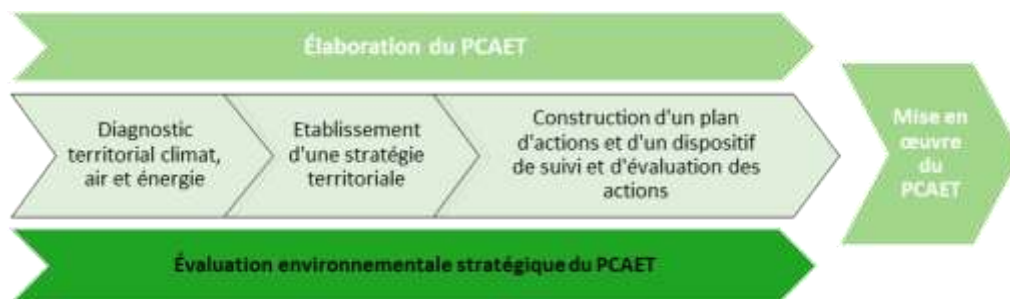 Élaboration du PCAET
Diagnostic
territorial climat,
air et énergie
Etablissement
d'une stratégie
territoriale
Construction d'un plan
d'actions et d'un dispositif
de suivi et d'évaluation des
actions
Mise en
œuvre
du
PCAET
Évaluation environnementale stratégique du PCAET